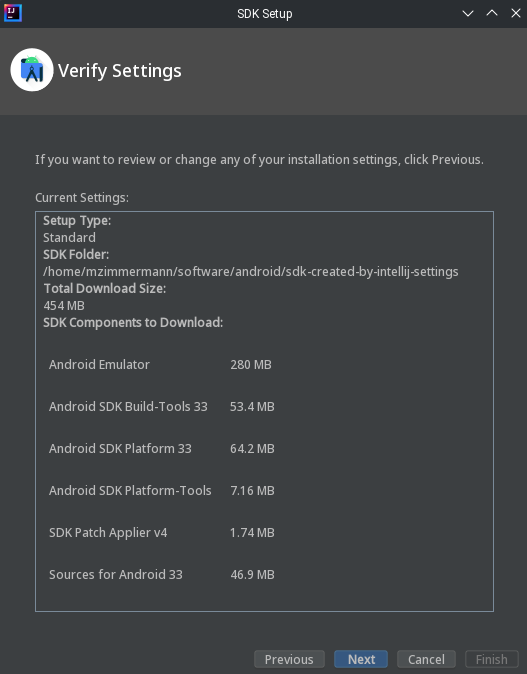 SDK Setup
Verify Settings
If you want to review or change any of your installation settings, click Previous.
Current Settings:
Setup Type:
Standard
SDK Folder:
/home/mzimmermann/software/android/sdk-created-by-intellij-settings
Total Download Size:
454 MB
SDK Components to Download:
Android Emulator 280 MB
Android SDK Build-Tools 33 53.4 MB
Android SDK Platform 33 64.2 MB
Android SDK Platform-Tools 7.16 MB
SDK Patch Applier v4 1.74 MB
Sources for Android 33 46.9 MB
Previous Next Cancel Finish